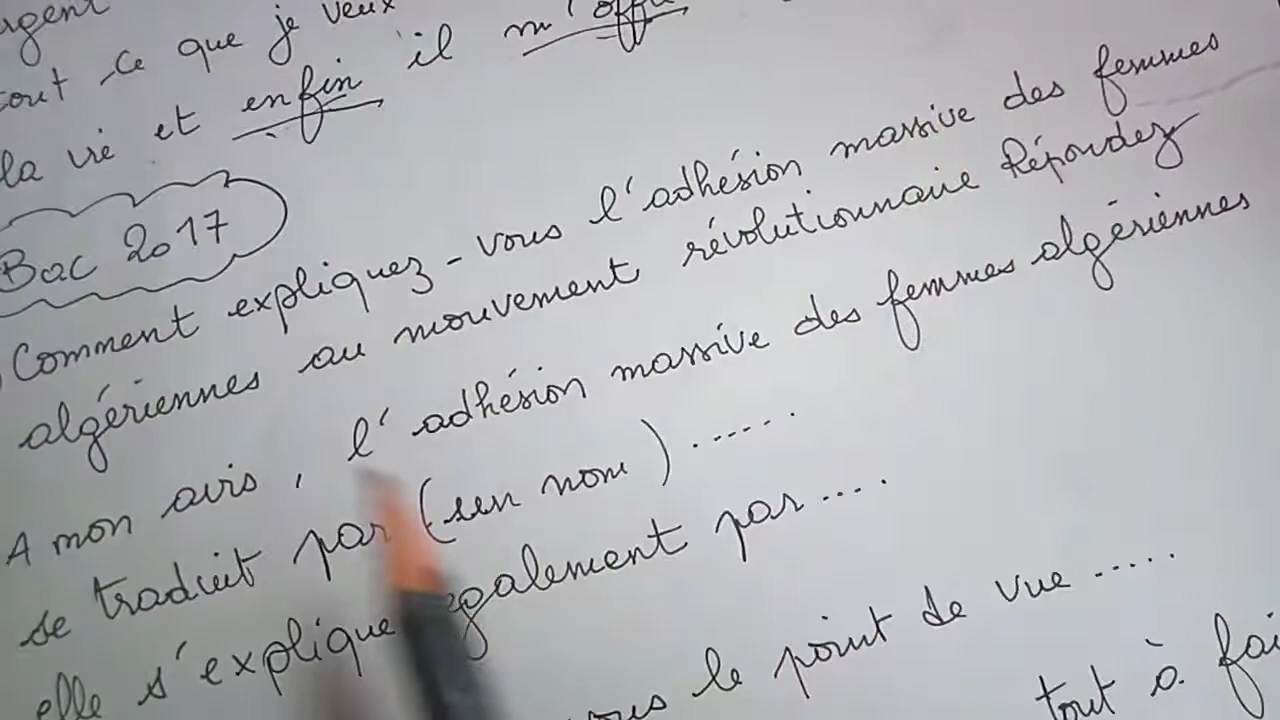 argent
tout ce que je veux
la vie et enfin il m'offre
Bac 2017
Comment expliquez-vous l'adhésion massive des femmes
algériennes au mouvement révolutionnaire Répondez
A mon avis, l'adhésion massive des femmes algériennes
se traduit par (un nom) .....
elle s'explique également par ....
le point de vue .....
tout à fai